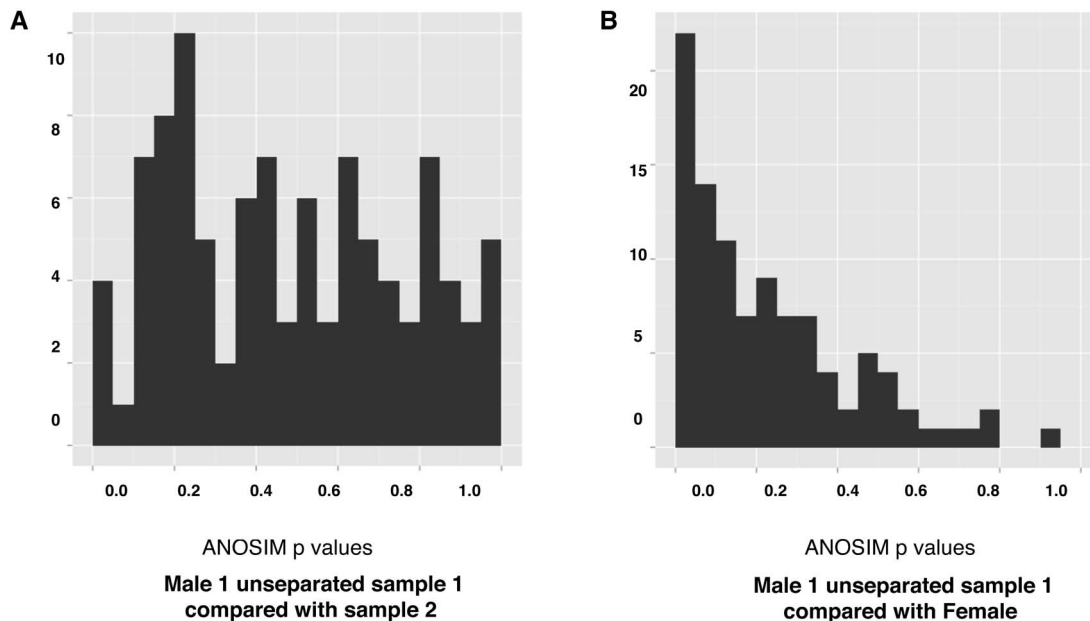 A
10
8
6
4
2
0
0.0 0.2 0.4 0.6 0.8 1.0
ANOSIM p values
Male 1 unseparated sample 1
compared with sample 2
B
20
15
10
5
0
0.0 0.2 0.4 0.6 0.8 1.0
ANOSIM p values
Male 1 unseparated sample 1
compared with Female